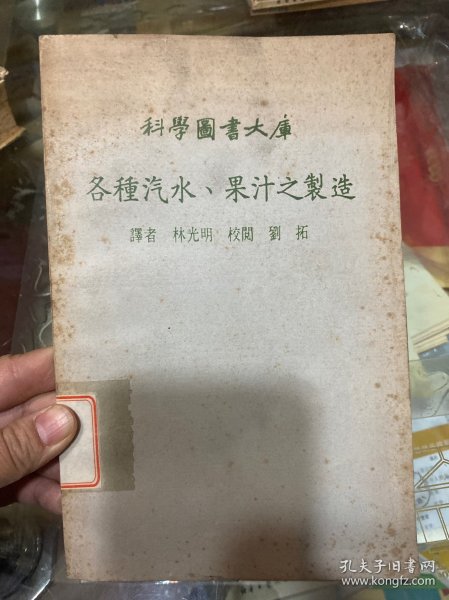 科學圖書大庫
各種汽水、果汁之製造
譯者 林光明 校閱 劉拓
孔夫子旧书网
www.kongfz.com